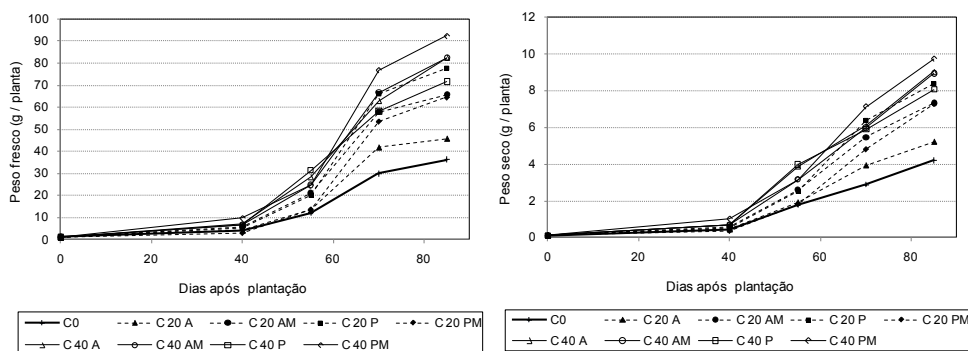 100
90
80
70
60
50
40
30
20
10
0
Peso fresco (g / planta)
0 20 40 60 80
Dias após plantação
C0 C 20 A C 20 AM C 20 P C 20 PM
C 40 A C 40 AM C 40 P C 40 PM
12
10
8
6
4
2
0
Peso seco (g / planta)
0 20 40 60 80
Dias após plantação
C0 C 20 A C 20 AM C 20 P C 20 PM
C 40 A C 40 AM C 40 P C 40 PM